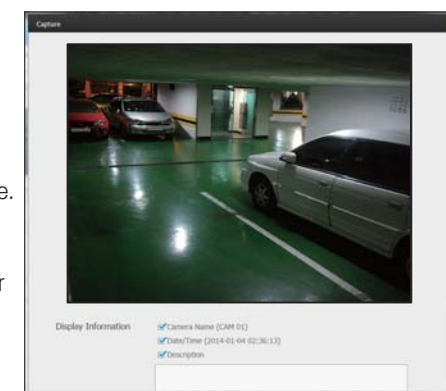 Capture
e.
r
Display Information
Camera Name (CAM 01)
Date/Time (2014-01-04 02:36:13)
Description